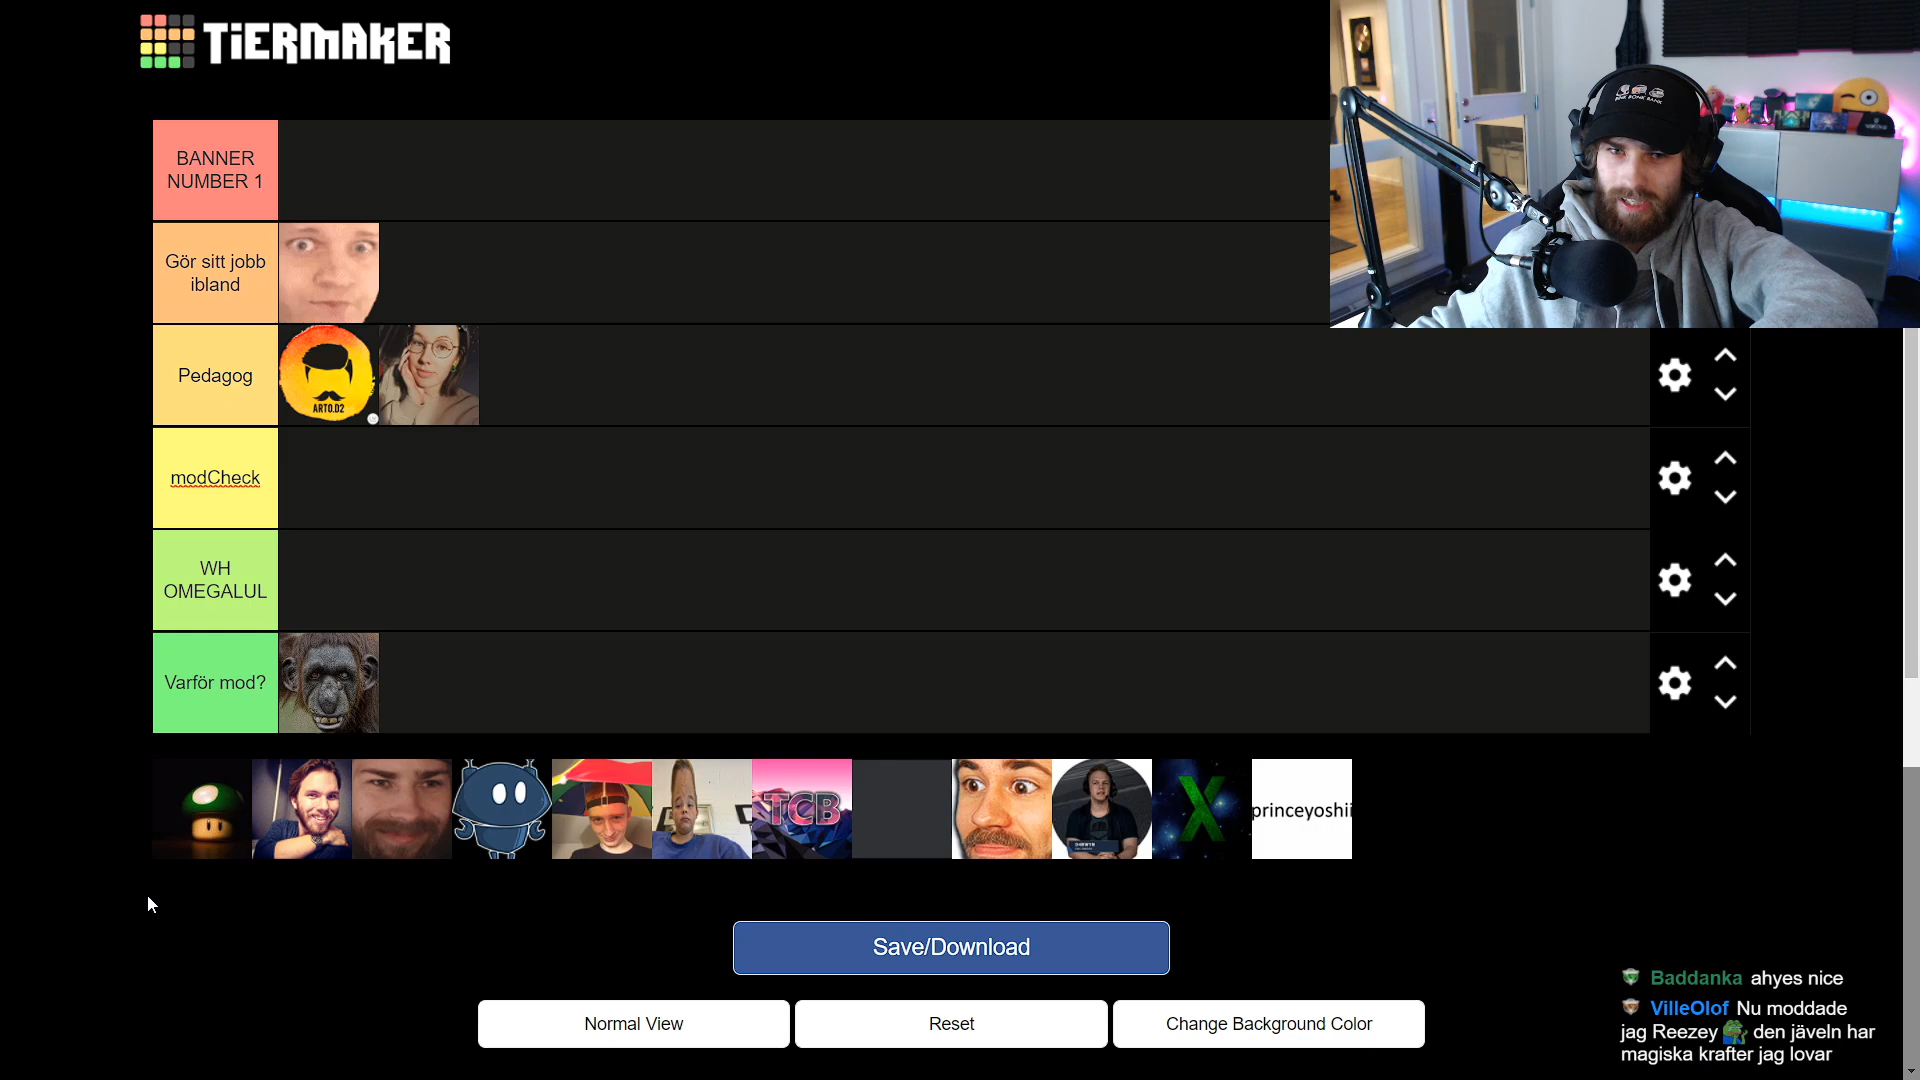 TiERMAKER
BANNER
NUMBER 1
Gör sitt jobb
ibland
Pedagog
ARTO.D2
modCheck
WH
OMEGALUL
Varför mod?
TCB
X
princeyoshii
Save/Download
Normal View
Reset
Change Background Color
Baddanka ahyes nice
VilleOlof Nu moddade
jag Reezey den jäveln har
magiska krafter jag lovar